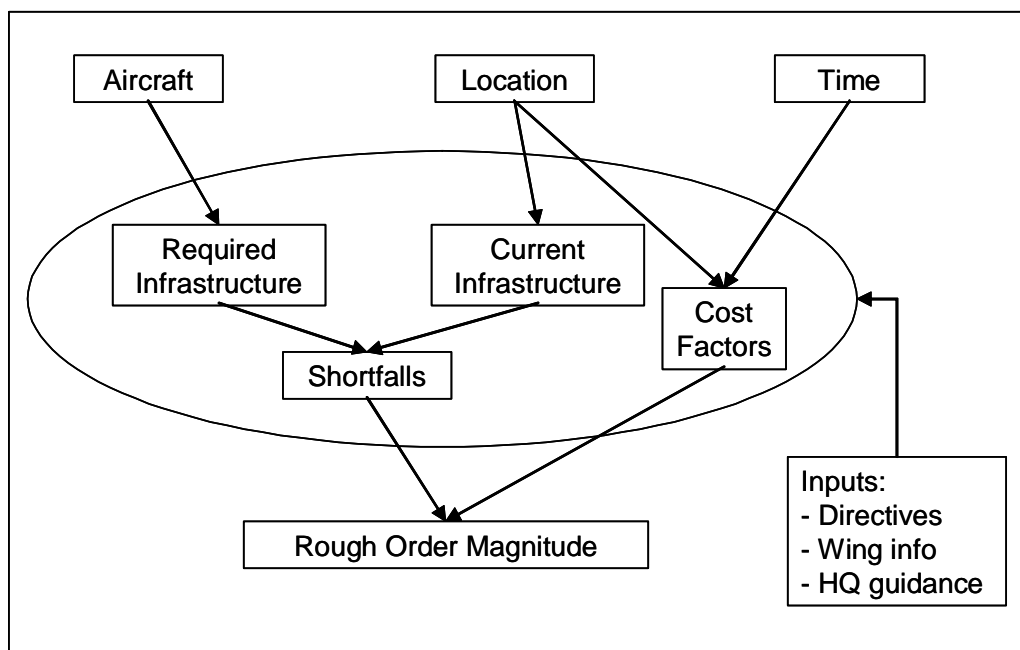 Aircraft
Location
Time
Required
Infrastructure
Current
Infrastructure
Cost
Factors
Shortfalls
Inputs:
- Directives
- Wing info
- HQ guidance
Rough Order Magnitude